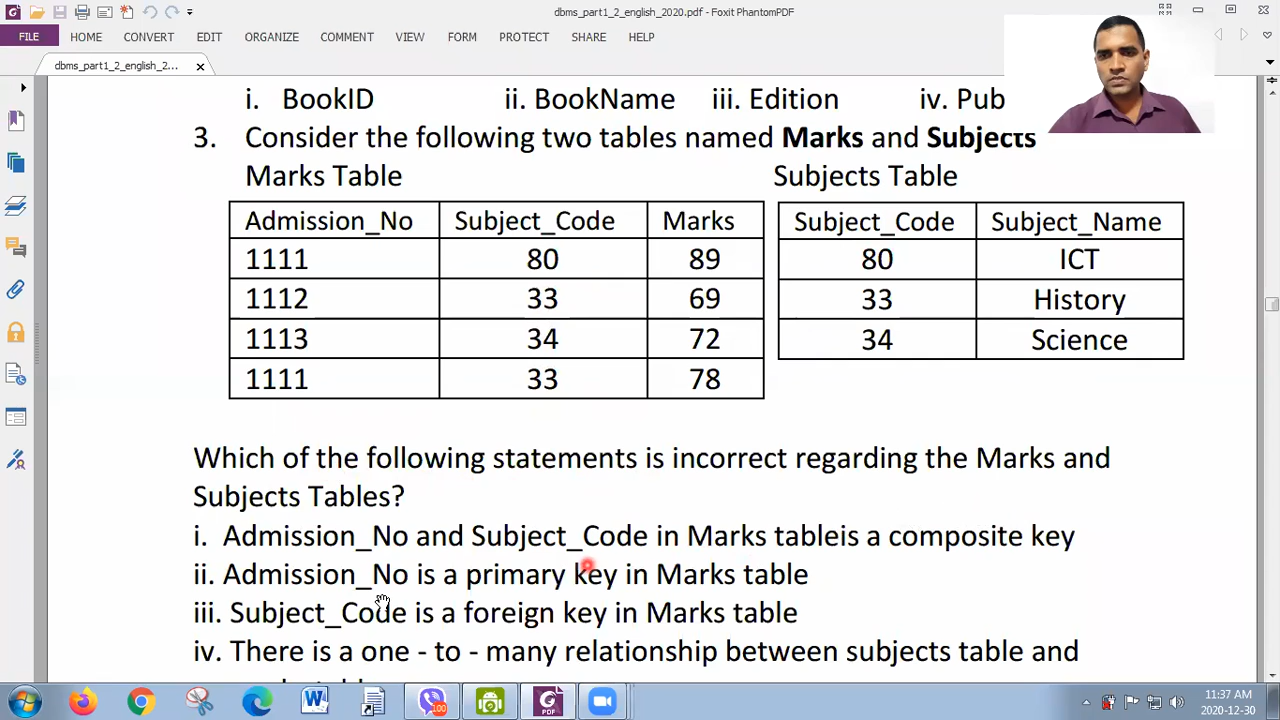 dbms_part1_2_english_2020.pdf - Foxit PhantomPDF
FILE HOME CONVERT EDIT ORGANIZE COMMENT VIEW FORM PROTECT SHARE HELP
dbms_part1_2_english_2...
i. BookID ii. BookName iii. Edition iv. Pub
3. Consider the following two tables named Marks and Subjects
Marks Table Subjects Table
Admission_No Subject_Code Marks Subject_Code Subject_Name
1111 80 89 80 ICT
1112 33 69 33 History
1113 34 72 34 Science
1111 33 78
Which of the following statements is incorrect regarding the Marks and
Subjects Tables?
i. Admission_No and Subject_Code in Marks tableis a composite key
ii. Admission_No is a primary key in Marks table
iii. Subject_Code is a foreign key in Marks table
iv. There is a one - to - many relationship between subjects table and
100
PDF
11:37 AM
2020-12-30